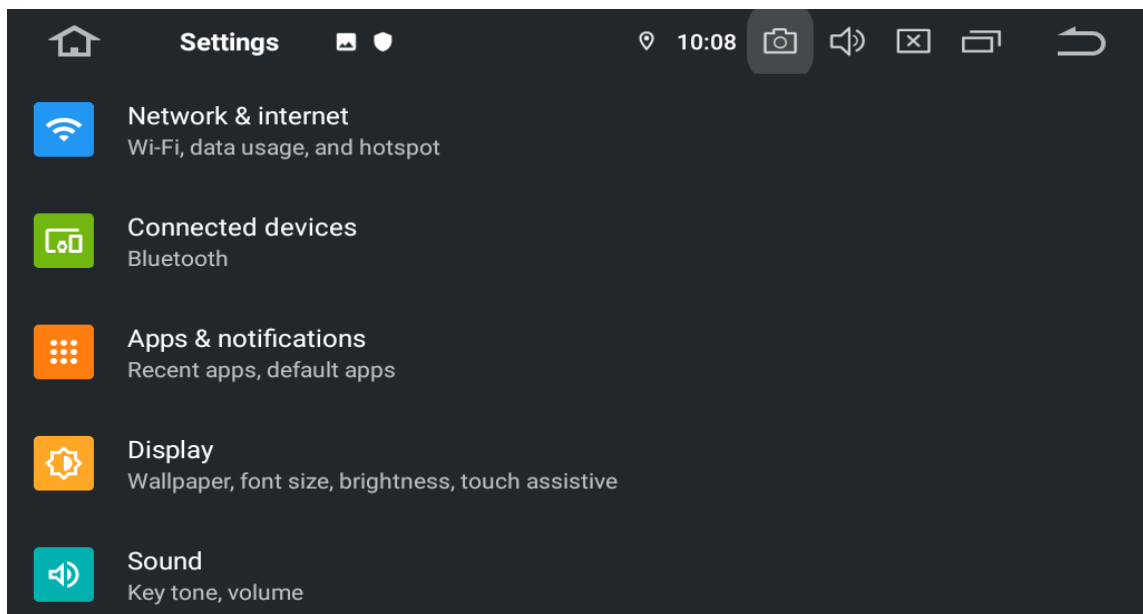 Settings 10:08
Network & internet
Wi-Fi, data usage, and hotspot
Connected devices
Bluetooth
Apps & notifications
Recent apps, default apps
Display
Wallpaper, font size, brightness, touch assistive
Sound
Key tone, volume